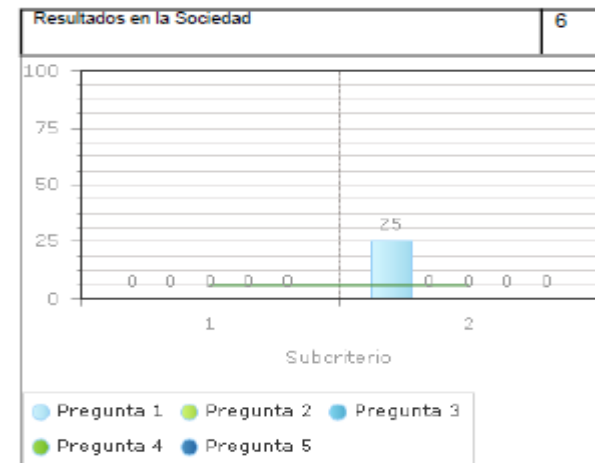 Resultados en la Sociedad 6
100
75
50
25
0
25
0 0 0 0 0 0 0 0 0
1 2
Subcriterio
Pregunta 1 Pregunta 2 Pregunta 3
Pregunta 4 Pregunta 5